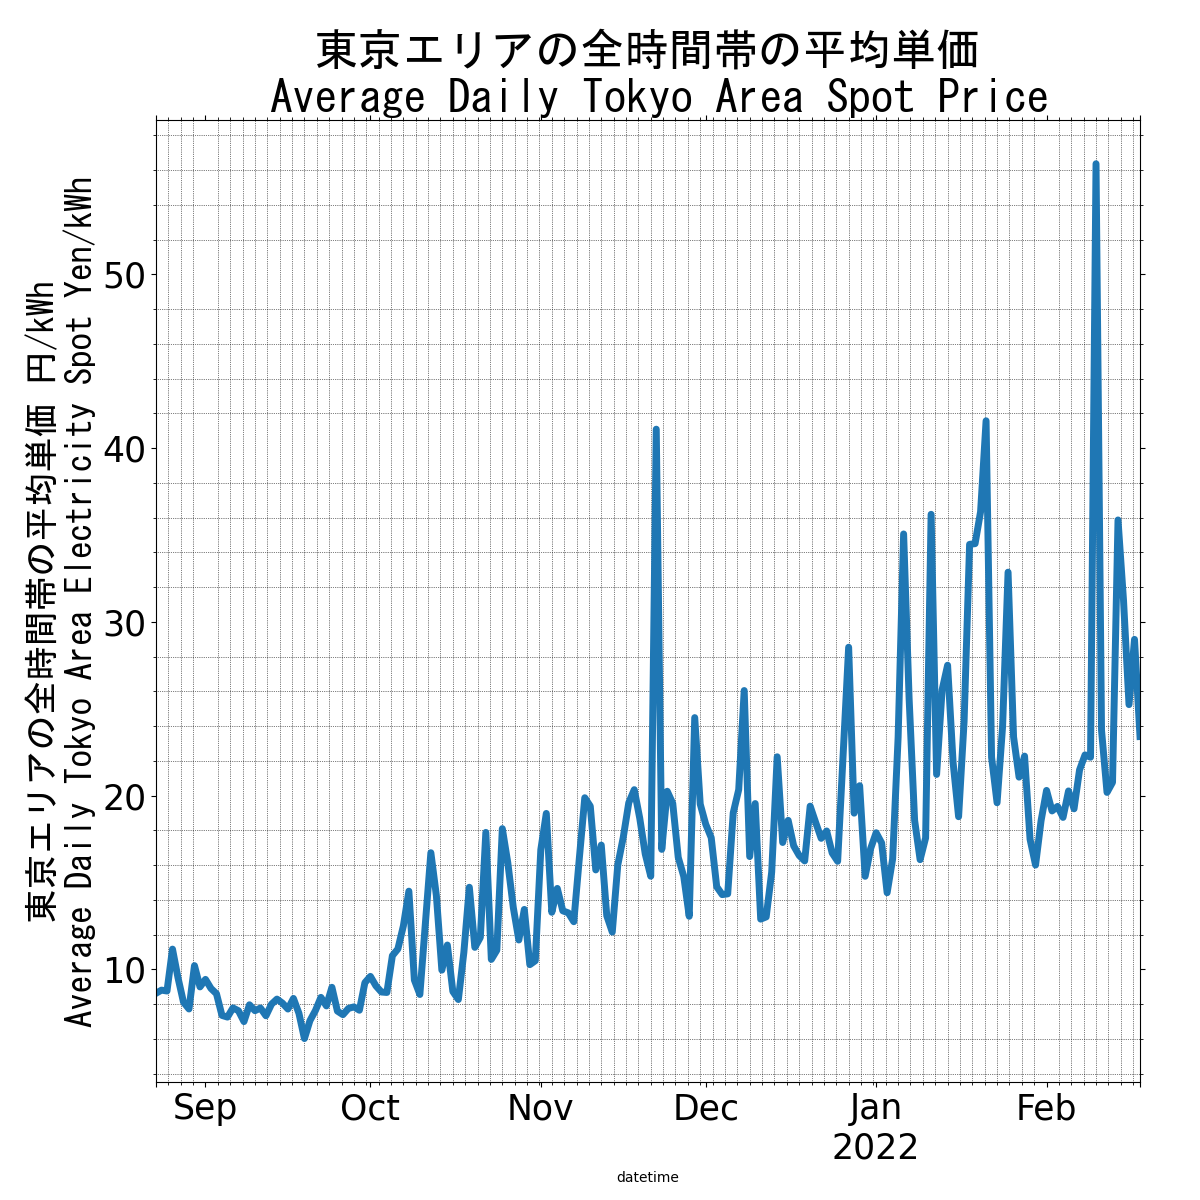 東京エリアの全時間帯の平均単価
Average Daily Tokyo Area Spot Price
東京エリアの全時間帯の平均単価 円/kWh
Average Daily Tokyo Area Electricity Spot Yen/kWh
50
40
30
20
10
Sep
Oct
Nov
Dec
Jan
2022
Feb
datetime